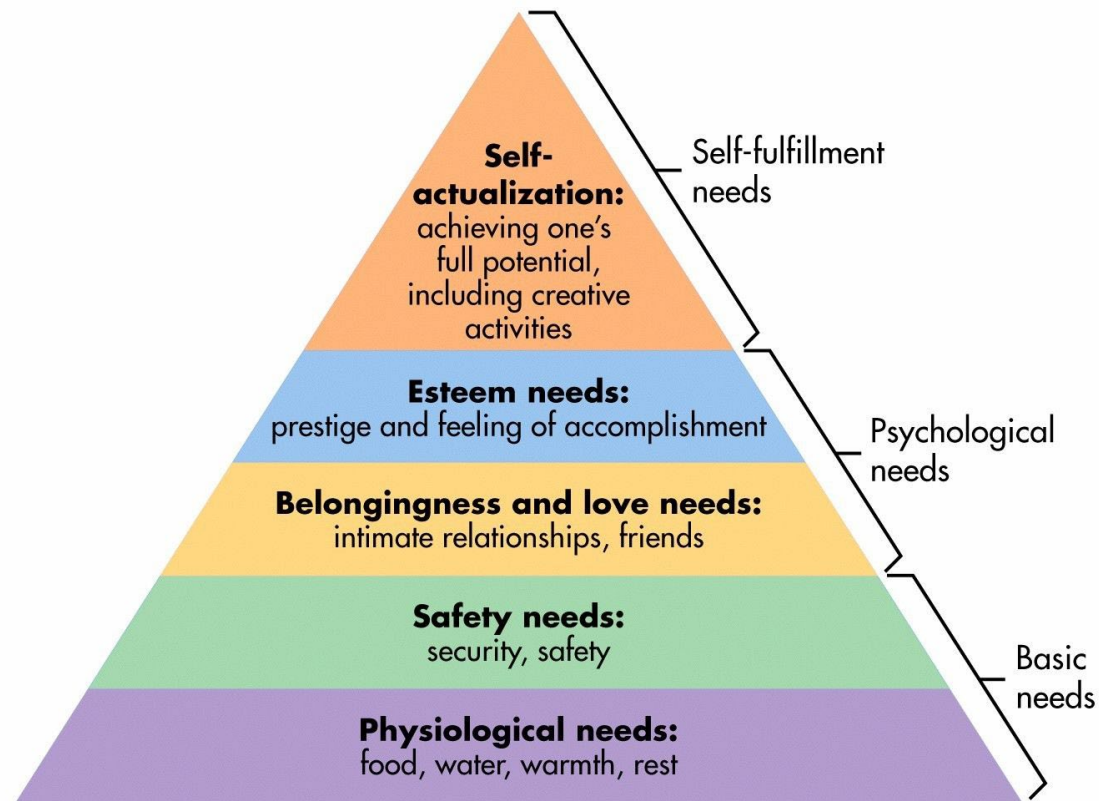 Self-
actualization:
achieving one's
full potential,
including creative
activities
Self-fulfillment
needs
Esteem needs:
prestige and feeling of accomplishment
Belongingness and love needs:
intimate relationships, friends
Psychological
needs
Safety needs:
security, safety
Physiological needs:
food, water, warmth, rest
Basic
needs